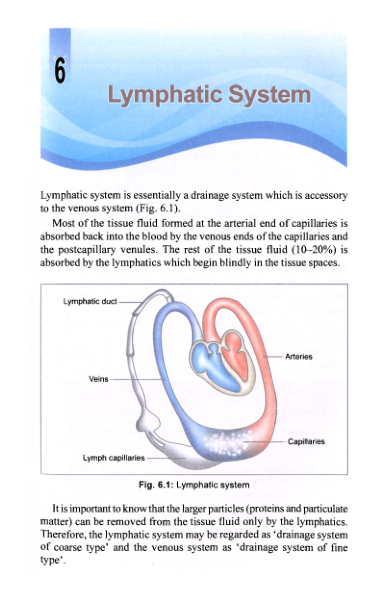 6
Lymphatic System
Lymphatic system is essentially a drainage system which is accessory
to the venous system (Fig. 6.1).
Most of the tissue fluid formed at the arterial end of capillaries is
absorbed back into the blood by the venous ends of the capillaries and
the postcapillary venules. The rest of the tissue fluid (10–20%) is
absorbed by the lymphatics which begin blindly in the tissue spaces.
Lymphatic duct
Arteries
Veins
Capillaries
Lymph capillaries
Fig. 6.1: Lymphatic system
It is important to know that the larger particles (proteins and particulate
matter) can be removed from the tissue fluid only by the lymphatics.
Therefore, the lymphatic system may be regarded as ‘drainage system
of coarse type’ and the venous system as ‘drainage system of fine
type’.